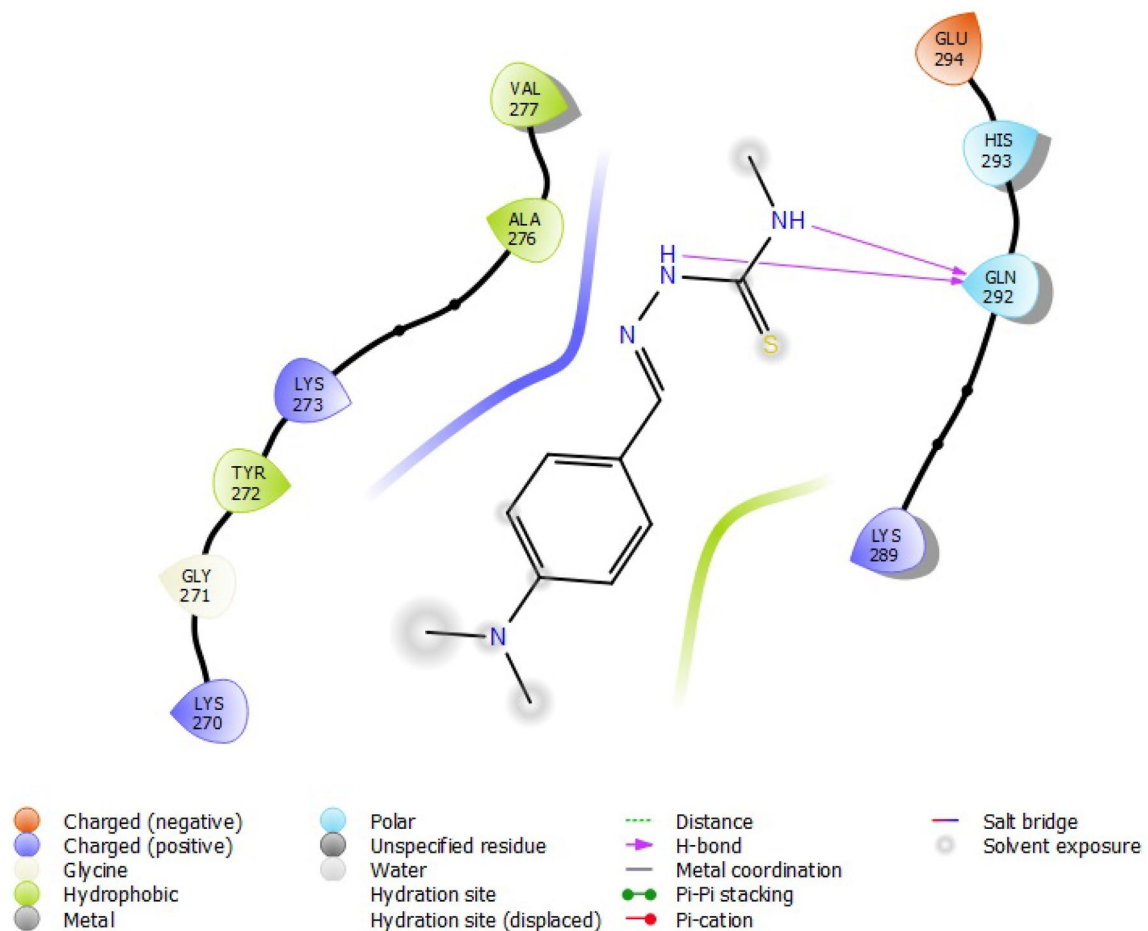 GLU
294
VAL
277
HIS
293
ALA
276
NH
H
N
GLN
292
N
S
LYS
273
TYR
272
LYS
289
GLY
271
N
LYS
270
Charged (negative)
Charged (positive)
Glycine
Hydrophobic
Metal
Polar
Unspecified residue
Water
Hydration site
Hydration site (displaced)
Distance
H-bond
Metal coordination
Pi-Pi stacking
Pi-cation
Salt bridge
Solvent exposure